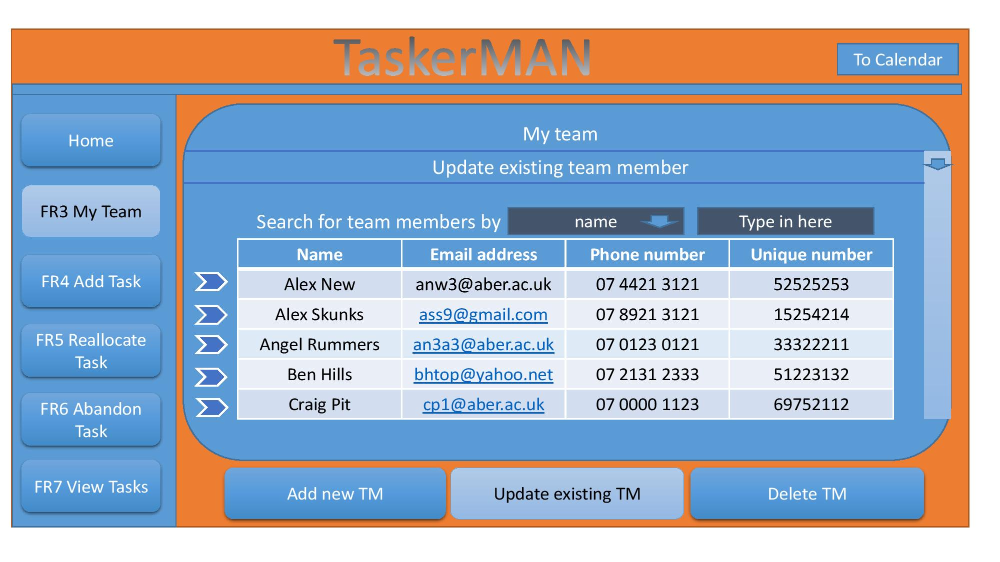 TaskerMAN
To Calendar
Home
FR3 My Team
FR4 Add Task
FR5 Reallocate
Task
FR6 Abandon
Task
FR7 View Tasks
My team
Update existing team member
Search for team members by name Type in here
Name Email address Phone number Unique number
Alex New anw3@aber.ac.uk 07 4421 3121 52525253
Alex Skunks ass9@gmail.com 07 8921 3121 15254214
Angel Rummers an3a3@aber.ac.uk 07 0123 0121 33322211
Ben Hills bhtop@yahoo.net 07 2131 2333 51223132
Craig Pit cp1@aber.ac.uk 07 0000 1123 69752112
Add new TM Update existing TM Delete TM